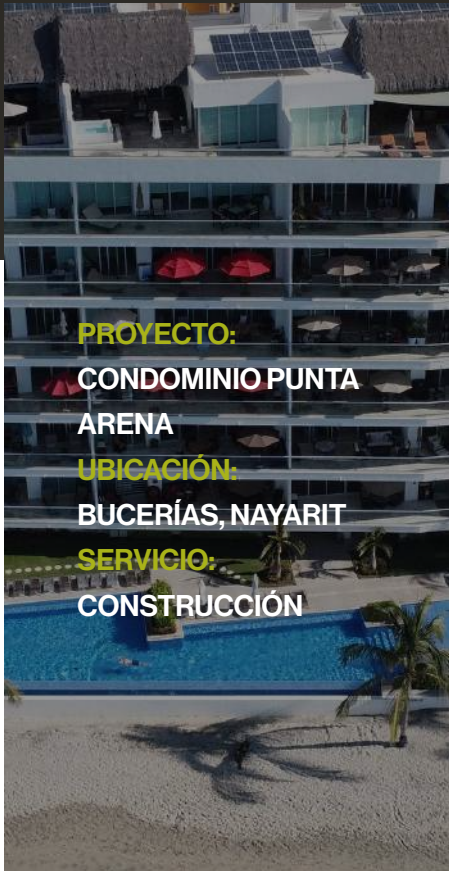 PROYECTO:
CONDOMINIO PUNTA
ARENA
UBICACIÓN:
BUCERÍAS, NAYARIT
SERVICIO:
CONSTRUCCIÓN